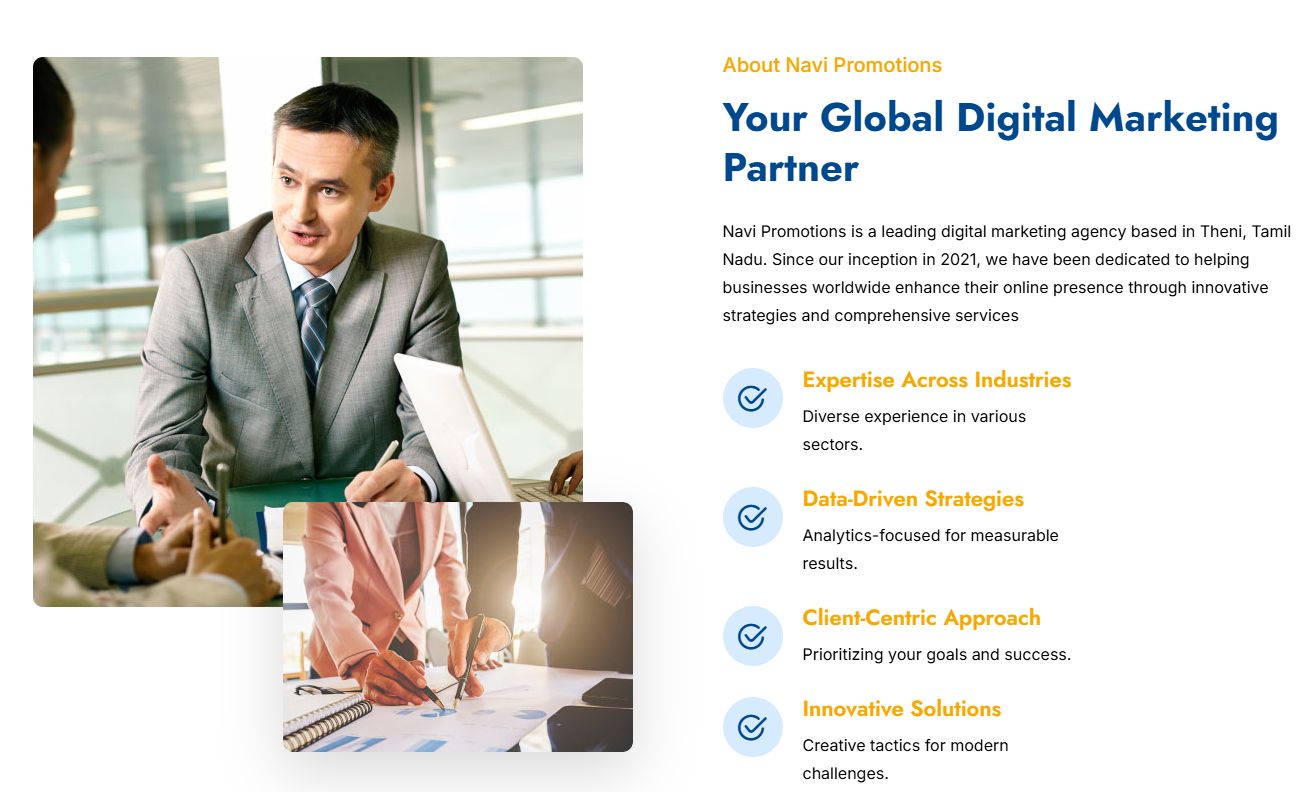 About Navi Promotions
Your Global Digital Marketing
Partner
Navi Promotions is a leading digital marketing agency based in Theni, Tamil
Nadu. Since our inception in 2021, we have been dedicated to helping
businesses worldwide enhance their online presence through innovative
strategies and comprehensive services
Expertise Across Industries
Diverse experience in various
sectors.
Data-Driven Strategies
Analytics-focused for measurable
results.
Client-Centric Approach
Prioritizing your goals and success.
Innovative Solutions
Creative tactics for modern
challenges.